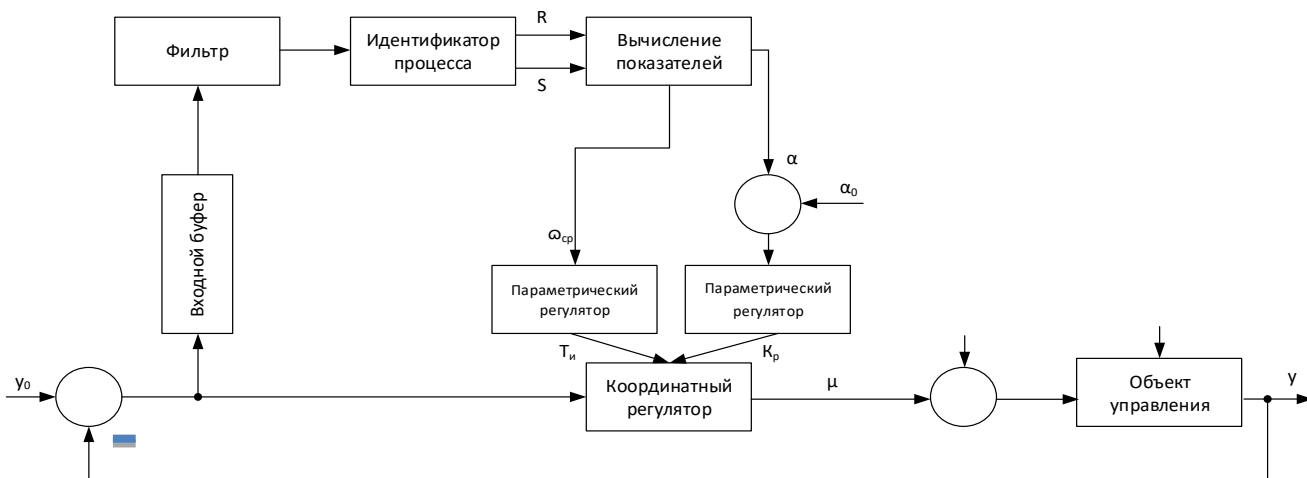 R
Фильтр
Идентификатор
процесса
Вычисление
показателей
S
α
α₀
Входной буфер
ω̄ср
Параметрический
регулятор
Параметрический
регулятор
Tи
Kр
y₀
Координатный
регулятор
μ
Объект
управления
y